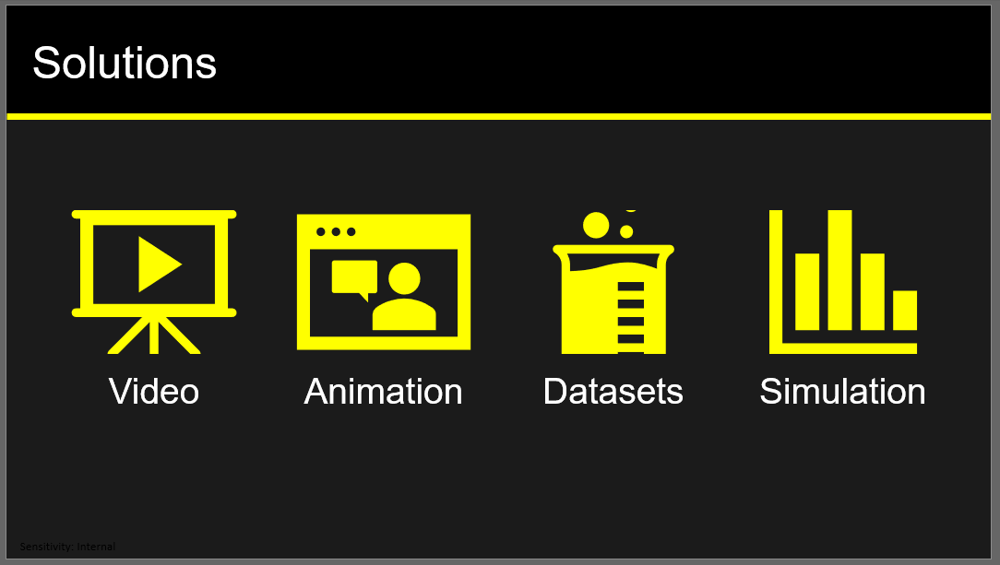 Solutions
Video
Animation
Datasets
Simulation
Sensitivity: Internal